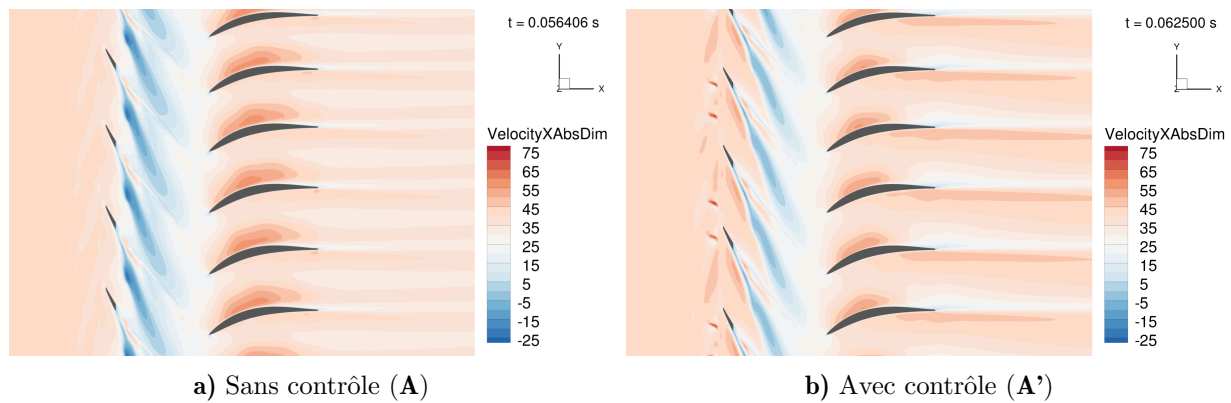 t = 0.056406 s
Y
Z X
VelocityXAbsDim
75
65
55
45
35
25
15
5
-5
-15
-25
a) Sans contrôle (A)
t = 0.062500 s
Y
Z X
VelocityXAbsDim
75
65
55
45
35
25
15
5
-5
-15
-25
b) Avec contrôle (A')